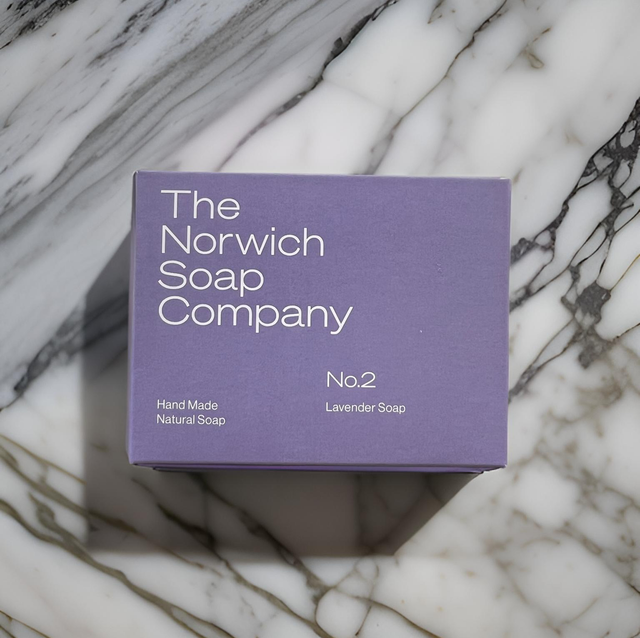 The
Norwich
Soap
Company
No.2
Hand Made
Natural Soap
Lavender Soap